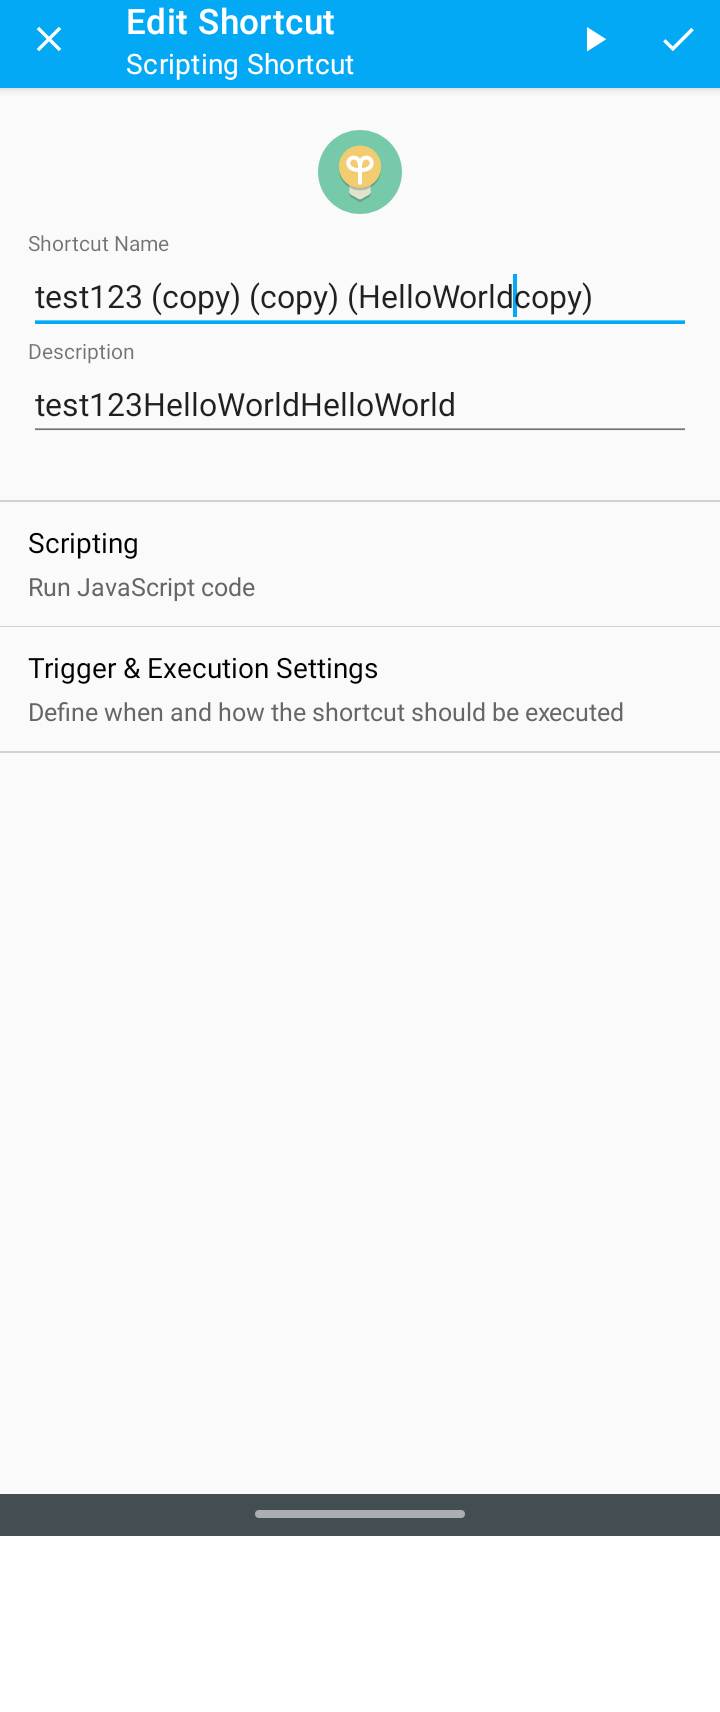 Edit Shortcut
Scripting Shortcut
Shortcut Name
test123 (copy) (copy) (HelloWorldcopy)
Description
test123HelloWorldHelloWorld
Scripting
Run JavaScript code
Trigger & Execution Settings
Define when and how the shortcut should be executed